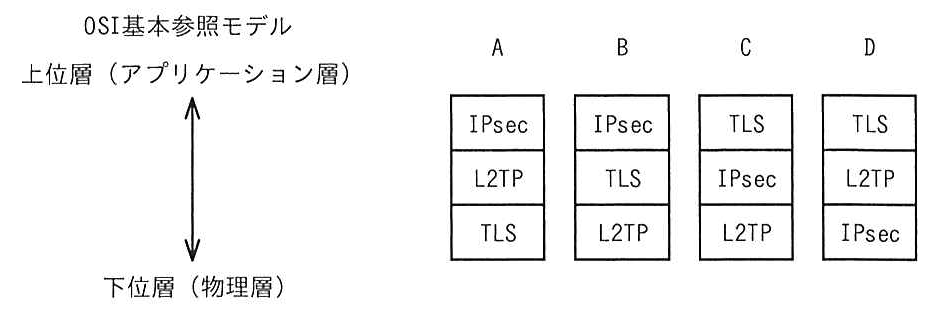 OSI基本参照モデル
上位層（アプリケーション層）
下位層（物理層）
A B C D
IPsec IPsec TLS TLS
L2TP TLS IPsec L2TP
TLS L2TP L2TP IPsec